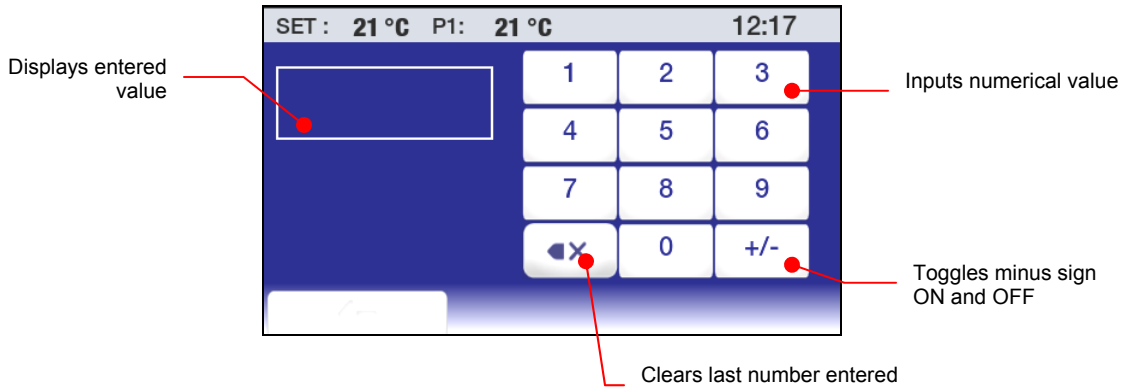 SET : 21 °C P1: 21 °C 12:17
Displays entered
value
1 2 3
Inputs numerical value
4 5 6
7 8 9
0 +/-
Toggles minus sign
ON and OFF
Clears last number entered